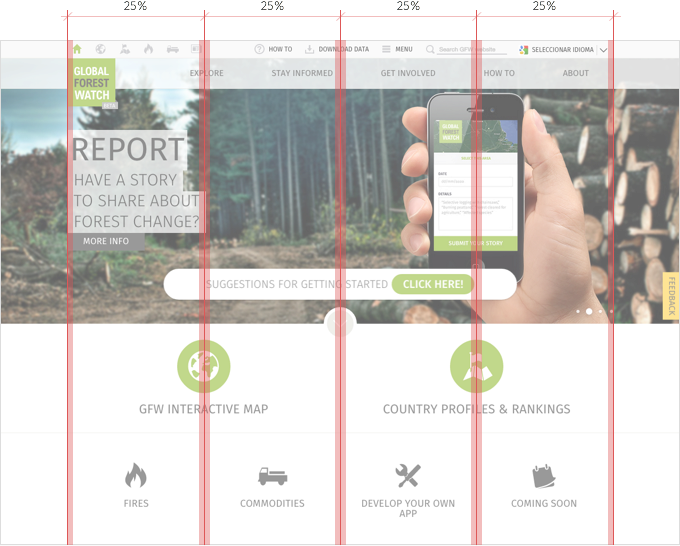 25% 25% 25% 25%
HOW TO DOWNLOAD DATA MENU Search GFW website SELECCIONAR IDIOMA
GLOBAL
FOREST
WATCH
BETA
EXPLORE STAY INFORMED GET INVOLVED HOW TO ABOUT
REPORT
HAVE A STORY
TO SHARE ABOUT
FOREST CHANGE?
MORE INFO
GLOBAL
FOREST
WATCH
DATE
DETAILS
SUBMIT YOUR STORY
SUGGESTIONS FOR GETTING STARTED CLICK HERE!
FEEDBACK
GFW INTERACTIVE MAP COUNTRY PROFILES & RANKINGS
FIRES COMMODITIES DEVELOP YOUR OWN COMING SOON
APP